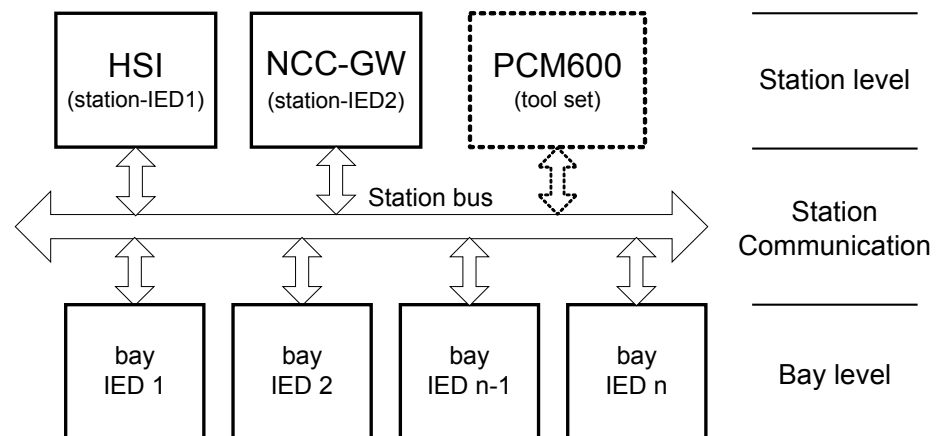 HSI
(station-IED1)
NCC-GW
(station-IED2)
PCM600
(tool set)
Station level
Station bus
Station
Communication
bay
IED 1
bay
IED 2
bay
IED n-1
bay
IED n
Bay level